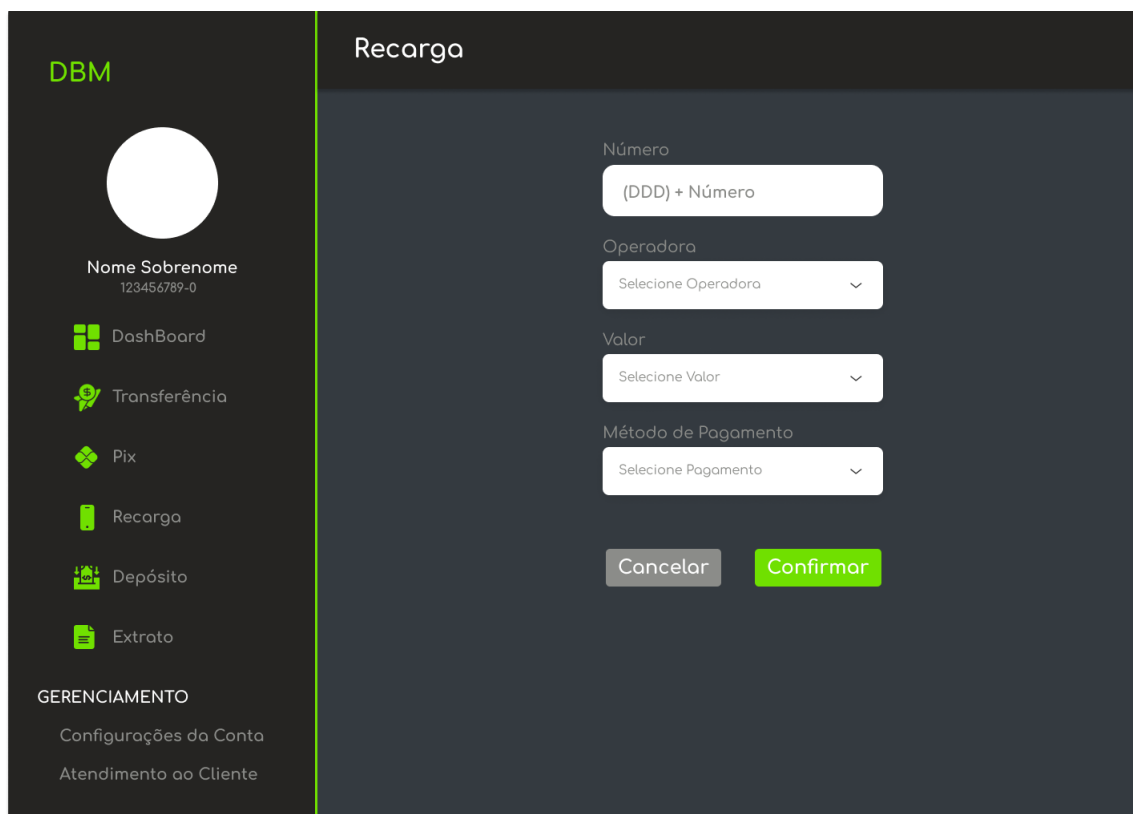 DBM
Nome Sobrenome
123456789-0
DashBoard
Transferência
Pix
Recarga
Depósito
Extrato
GERENCIAMENTO
Configurações da Conta
Atendimento ao Cliente
Recarga
Número
(DDD) + Número
Operadora
Selecione Operadora
Valor
Selecione Valor
Método de Pagamento
Selecione Pagamento
Cancelar
Confirmar